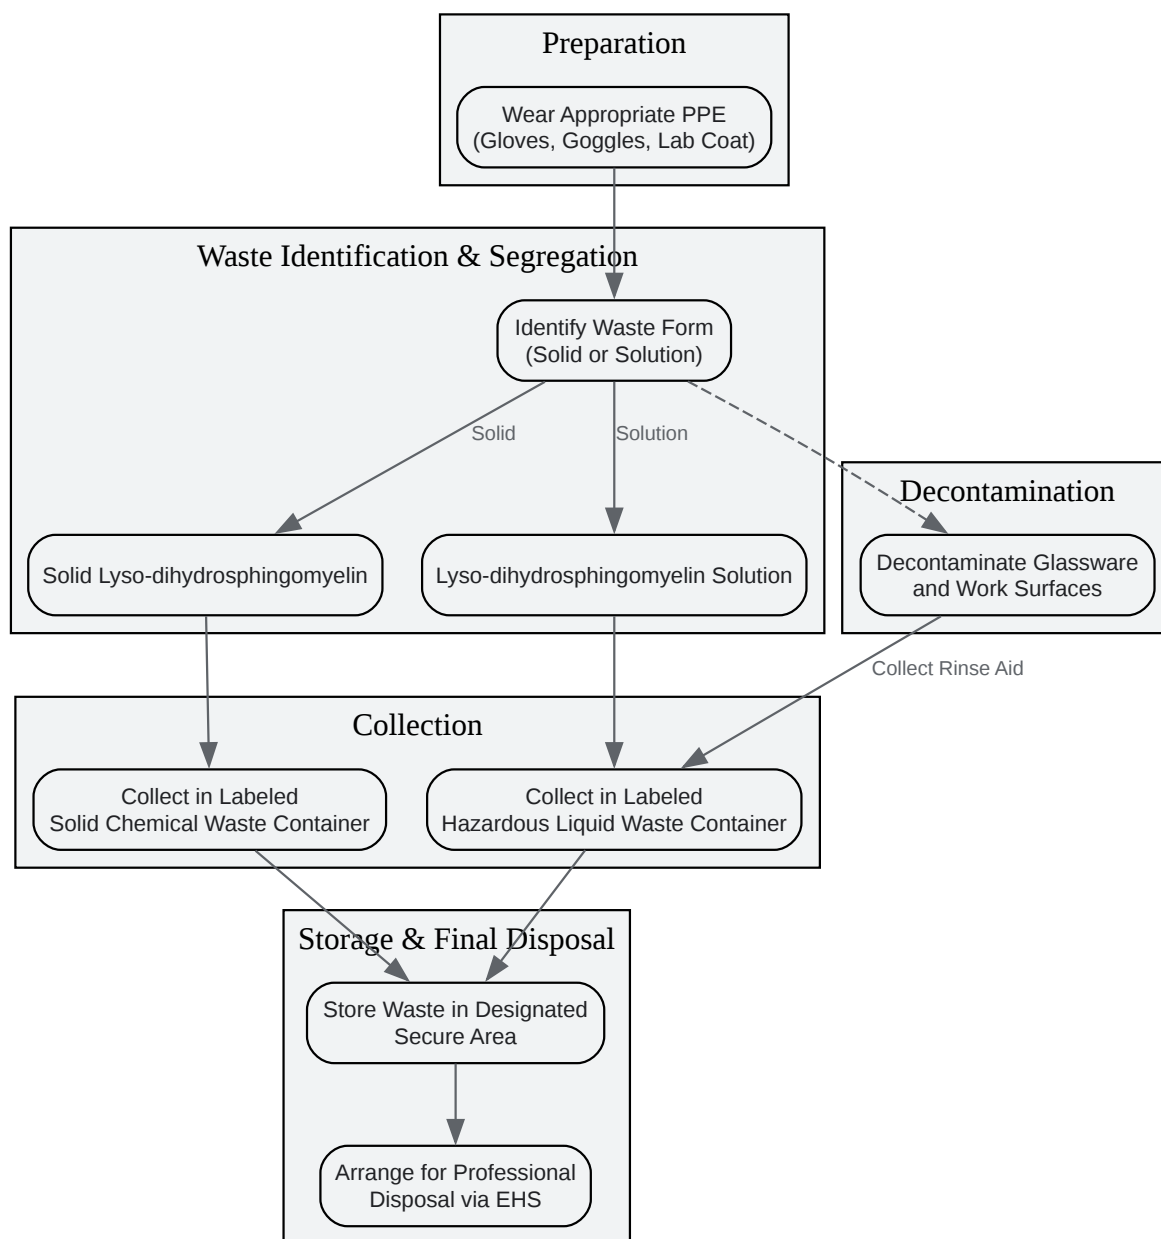 Preparation
Wear Appropriate PPE
(Gloves, Goggles, Lab Coat)
Waste Identification & Segregation
Identify Waste Form
(Solid or Solution)
Solid
Solution
Decontamination
Solid Lyso-dihydrosphingomyelin
Lyso-dihydrosphingomyelin Solution
Decontaminate Glassware
and Work Surfaces
Collect Rinse Aid
Collection
Collect in Labeled
Solid Chemical Waste Container
Collect in Labeled
Hazardous Liquid Waste Container
Storage & Final Disposal
Store Waste in Designated
Secure Area
Arrange for Professional
Disposal via EHS